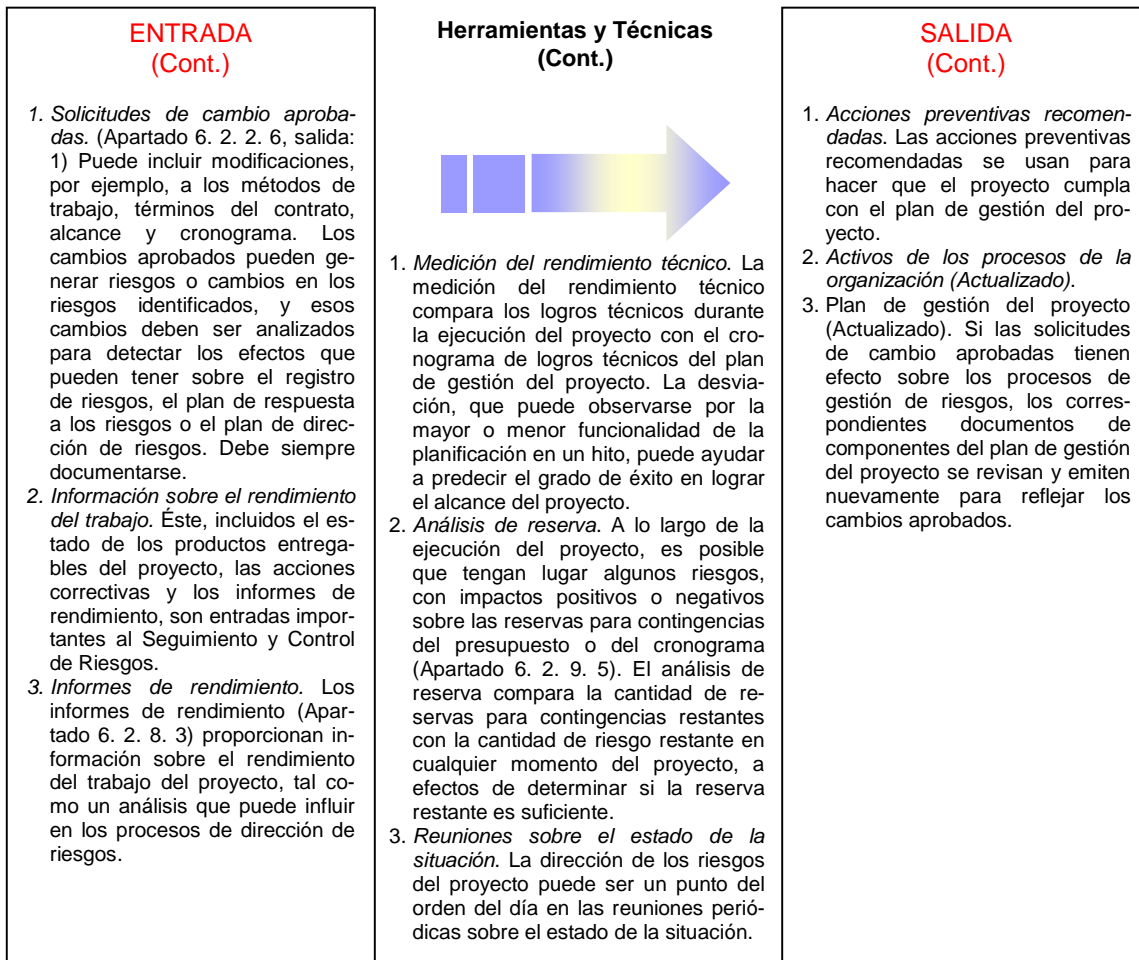 ENTRADA
(Cont.)
1. Solicitudes de cambio aproba-
das. (Apartado 6. 2. 2. 6, salida:
1) Puede incluir modificaciones,
por ejemplo, a los métodos de
trabajo, términos del contrato,
alcance y cronograma. Los
cambios aprobados pueden ge-
nerar riesgos o cambios en los
riesgos identificados, y esos
cambios deben ser analizados
para detectar los efectos que
pueden tener sobre el registro
de riesgos, el plan de respuesta
a los riesgos o el plan de direc-
ción de riesgos. Debe siempre
documentarse.
2. Información sobre el rendimiento
del trabajo. Éste, incluidos el es-
tado de los productos entrega-
bles del proyecto, las acciones
correctivas y los informes de
rendimiento, son entradas impor-
tantes al Seguimiento y Control
de Riesgos.
3. Informes de rendimiento. Los
informes de rendimiento (Apar-
tado 6. 2. 8. 3) proporcionan in-
formación sobre el rendimiento
del trabajo del proyecto, tal co-
mo un análisis que puede influir
en los procesos de dirección de
riesgos.
Herramientas y Técnicas
(Cont.)
1. Medición del rendimiento técnico. La
medición del rendimiento técnico
compara los logros técnicos durante
la ejecución del proyecto con el cro-
nograma de logros técnicos del plan
de gestión del proyecto. La desvia-
ción, que puede observarse por la
mayor o menor funcionalidad de la
planificación en un hito, puede ayudar
a predecir el grado de éxito en lograr
el alcance del proyecto.
2. Análisis de reserva. A lo largo de la
ejecución del proyecto, es posible
que tengan lugar algunos riesgos,
con impactos positivos o negativos
sobre las reservas para contingencias
del presupuesto o del cronograma
(Apartado 6. 2. 9. 5). El análisis de
reserva compara la cantidad de re-
servas para contingencias restantes
con la cantidad de riesgo restante en
cualquier momento del proyecto, a
efectos de determinar si la reserva
restante es suficiente.
3. Reuniones sobre el estado de la
situación. La dirección de los riesgos
del proyecto puede ser un punto del
orden del día en las reuniones perió-
dicas sobre el estado de la situación.
SALIDA
(Cont.)
1. Acciones preventivas recomen-
dadas. Las acciones preventivas
recomendadas se usan para
hacer que el proyecto cumpla
con el plan de gestión del pro-
yecto.
2. Activos de los procesos de la
organización (Actualizado).
3. Plan de gestión del proyecto
(Actualizado). Si las solicitudes
de cambio aprobadas tienen
efecto sobre los procesos de
gestión de riesgos, los corres-
pondientes documentos de
componentes del plan de gestión
del proyecto se revisan y emiten
nuevamente para reflejar los
cambios aprobados.